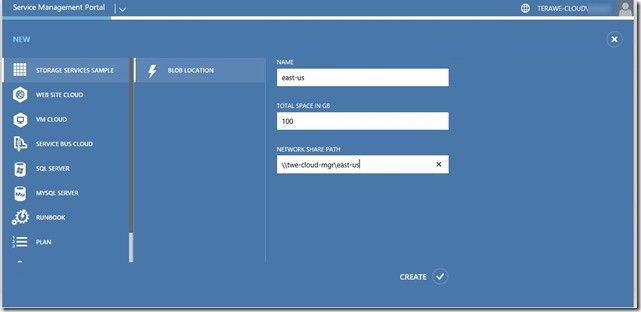 Service Management Portal
TERAWE-CLOUD\
NEW
STORAGE SERVICES SAMPLE
WEB SITE CLOUD
VM CLOUD
SERVICE BUS CLOUD
SQL SERVER
MYSQL SERVER
My
RUNBOOK
PLAN
BLOB LOCATION
NAME
east-us
TOTAL SPACE IN GB
100
NETWORK SHARE PATH
\\twe-cloud-mgr\east-us
CREATE